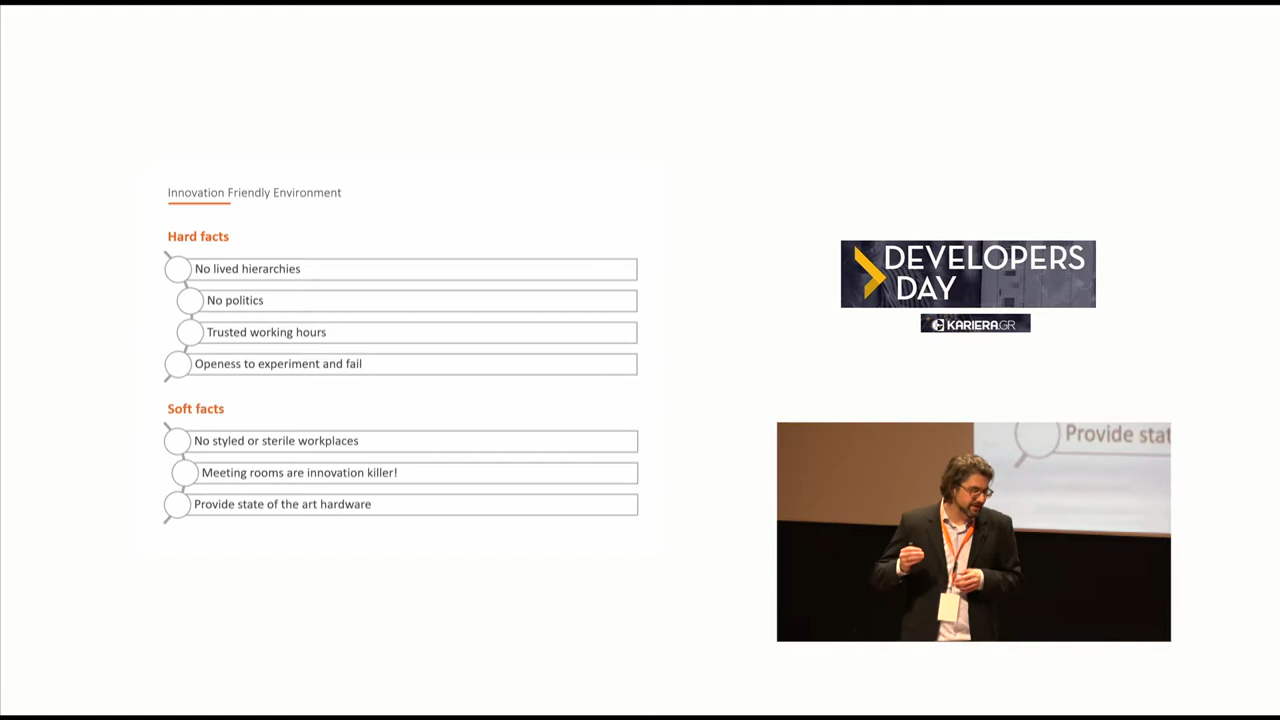 Innovation Friendly Environment
Hard facts
No lived hierarchies
No politics
Trusted working hours
Openess to experiment and fail
Soft facts
No styled or sterile workplaces
Meeting rooms are innovation killer!
Provide state of the art hardware
DEVELOPERS
DAY
KARIERA.GR
Provide stat